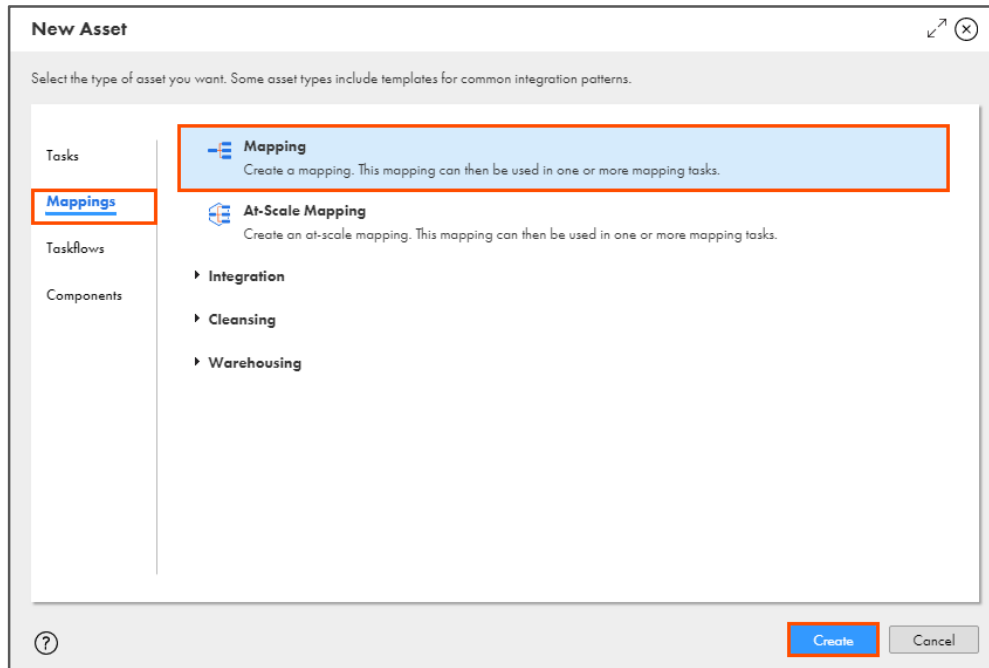 New Asset
Select the type of asset you want. Some asset types include templates for common integration patterns.
Tasks
Mappings
Taskflows
Components
Mapping
Create a mapping. This mapping can then be used in one or more mapping tasks.
At-Scale Mapping
Create an at-scale mapping. This mapping can then be used in one or more mapping tasks.
Integration
Cleansing
Warehousing
?
Create
Cancel